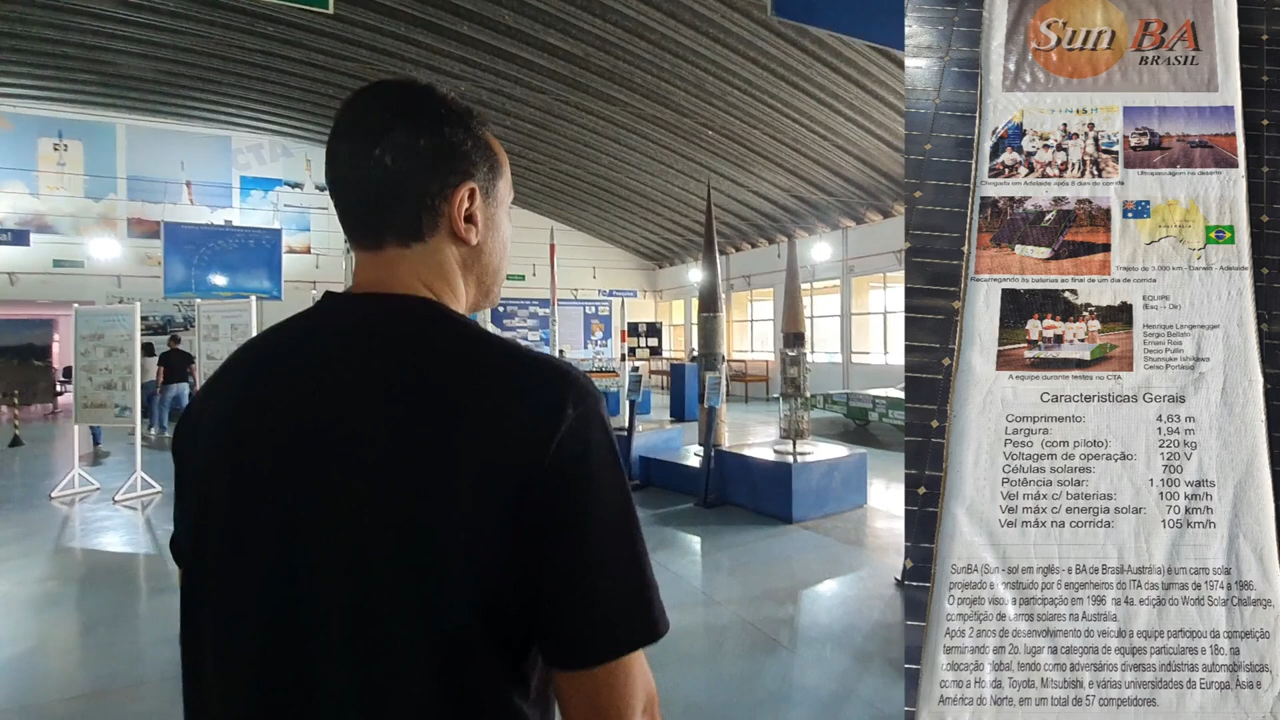 CTA
Sun BA
BRASIL
FINISH
Chegada em Adelaide após 8 dias de corrida
Ultrapassagem no deserto
Recarregando as baterias ao final de um dia de corrida
Trajeto de 3.000 km - Darwin - Adelaide
EQUIPE
(Esq -> Dir)
Henrique Langenegger
Sergio Bellato
Ernani Reis
Decio Pullin
Shunsuke Ishikawa
Celso Portásio
A equipe durante testes no CTA
Caracteristicas Gerais
Comprimento: 4,63 m
Largura: 1,94 m
Peso (com piloto): 220 kg
Voltagem de operação: 120 V
Células solares: 700
Potência solar: 1.100 watts
Vel máx c/ baterias: 100 km/h
Vel máx c/ energia solar: 70 km/h
Vel máx na corrida: 105 km/h
SunBA (Sun - sol em inglês - e BA de Brasil-Austrália) é um carro solar
projetado e construido por 6 engenheiros do ITA das turmas de 1974 a 1986.
O projeto visou a participação em 1996 na 4a. edição do World Solar Challenge,
competição de carros solares na Austrália.
Após 2 anos de desenvolvimento do veículo a equipe participou da competição
terminando em 2o. lugar na categoria de equipes particulares e 18o. na
colocação global, tendo como adversários diversas indústrias automobilísticas,
como a Honda, Toyota, Mitsubishi, e várias universidades da Europa, Ásia e
América do Norte, em um total de 57 competidores.